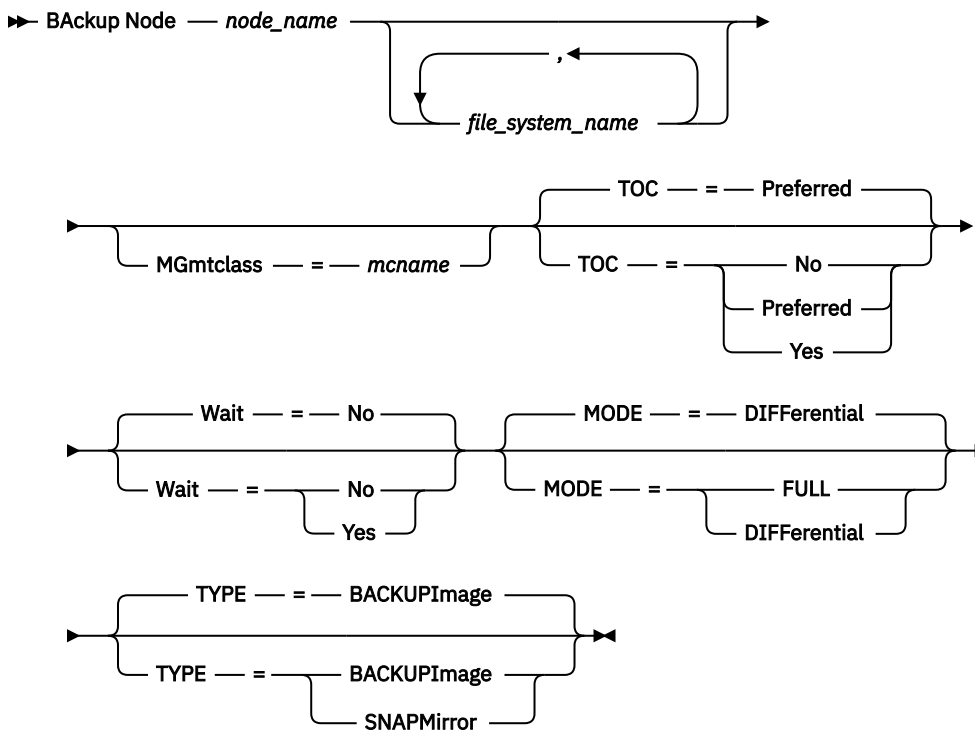 BAckup Node node_name
,
file_system_name
TOC = Preferred
MGmtclass = mcname
TOC = No
Preferred
Yes
Wait = No
MODE = DIFFerential
Wait = No
MODE = FULL
Yes
DIFFerential
TYPE = BACKUPImage
TYPE = BACKUPImage
SNAPMirror